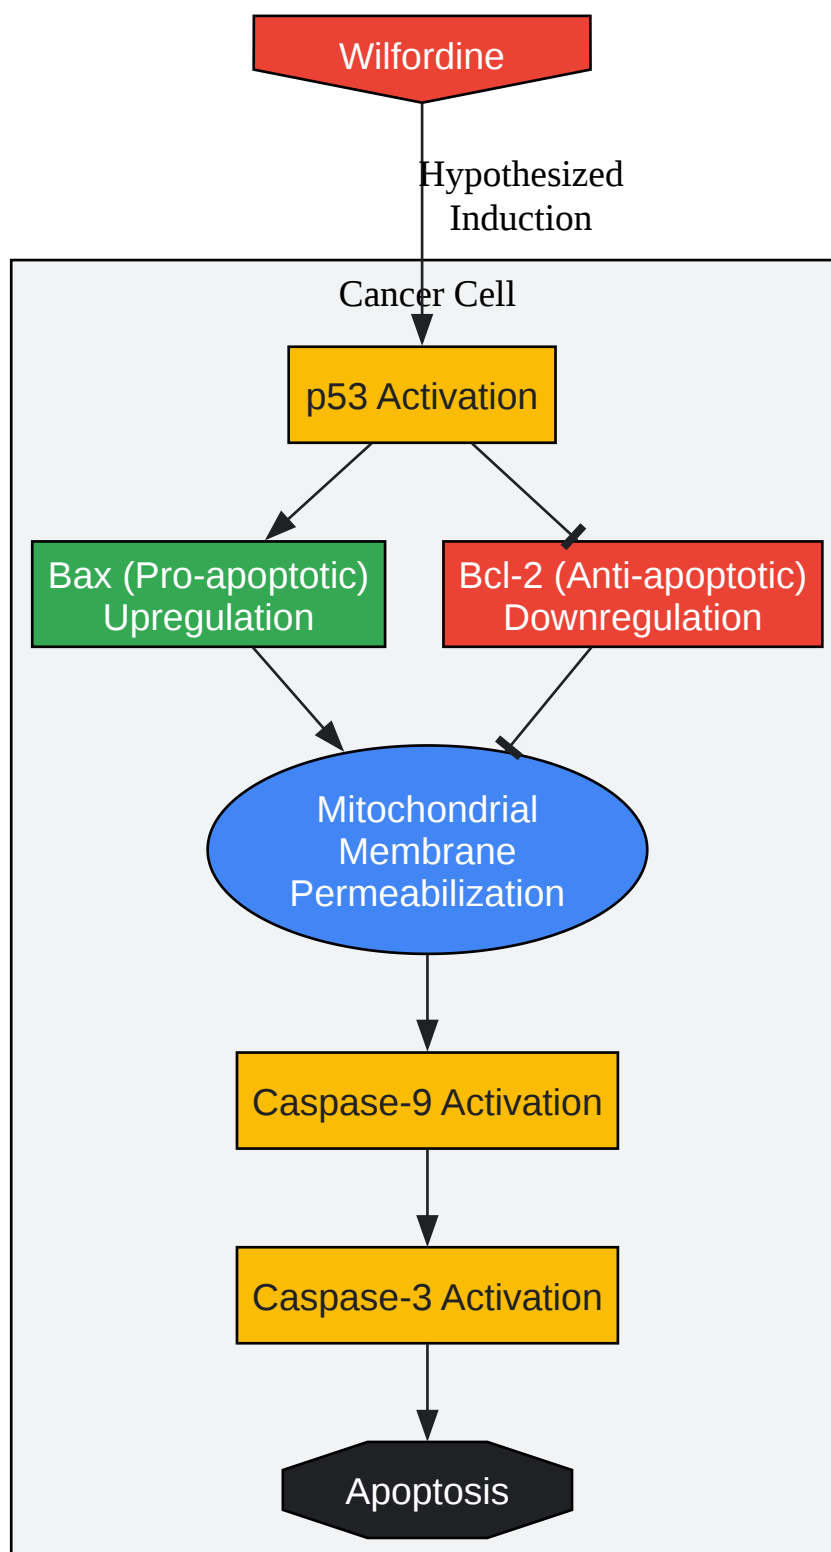 Wilfordine
Hypothesized
Induction
Cancer Cell
p53 Activation
Bax (Pro-apoptotic)
Upregulation
Bcl-2 (Anti-apoptotic)
Downregulation
Mitochondrial
Membrane
Permeabilization
Caspase-9 Activation
Caspase-3 Activation
Apoptosis